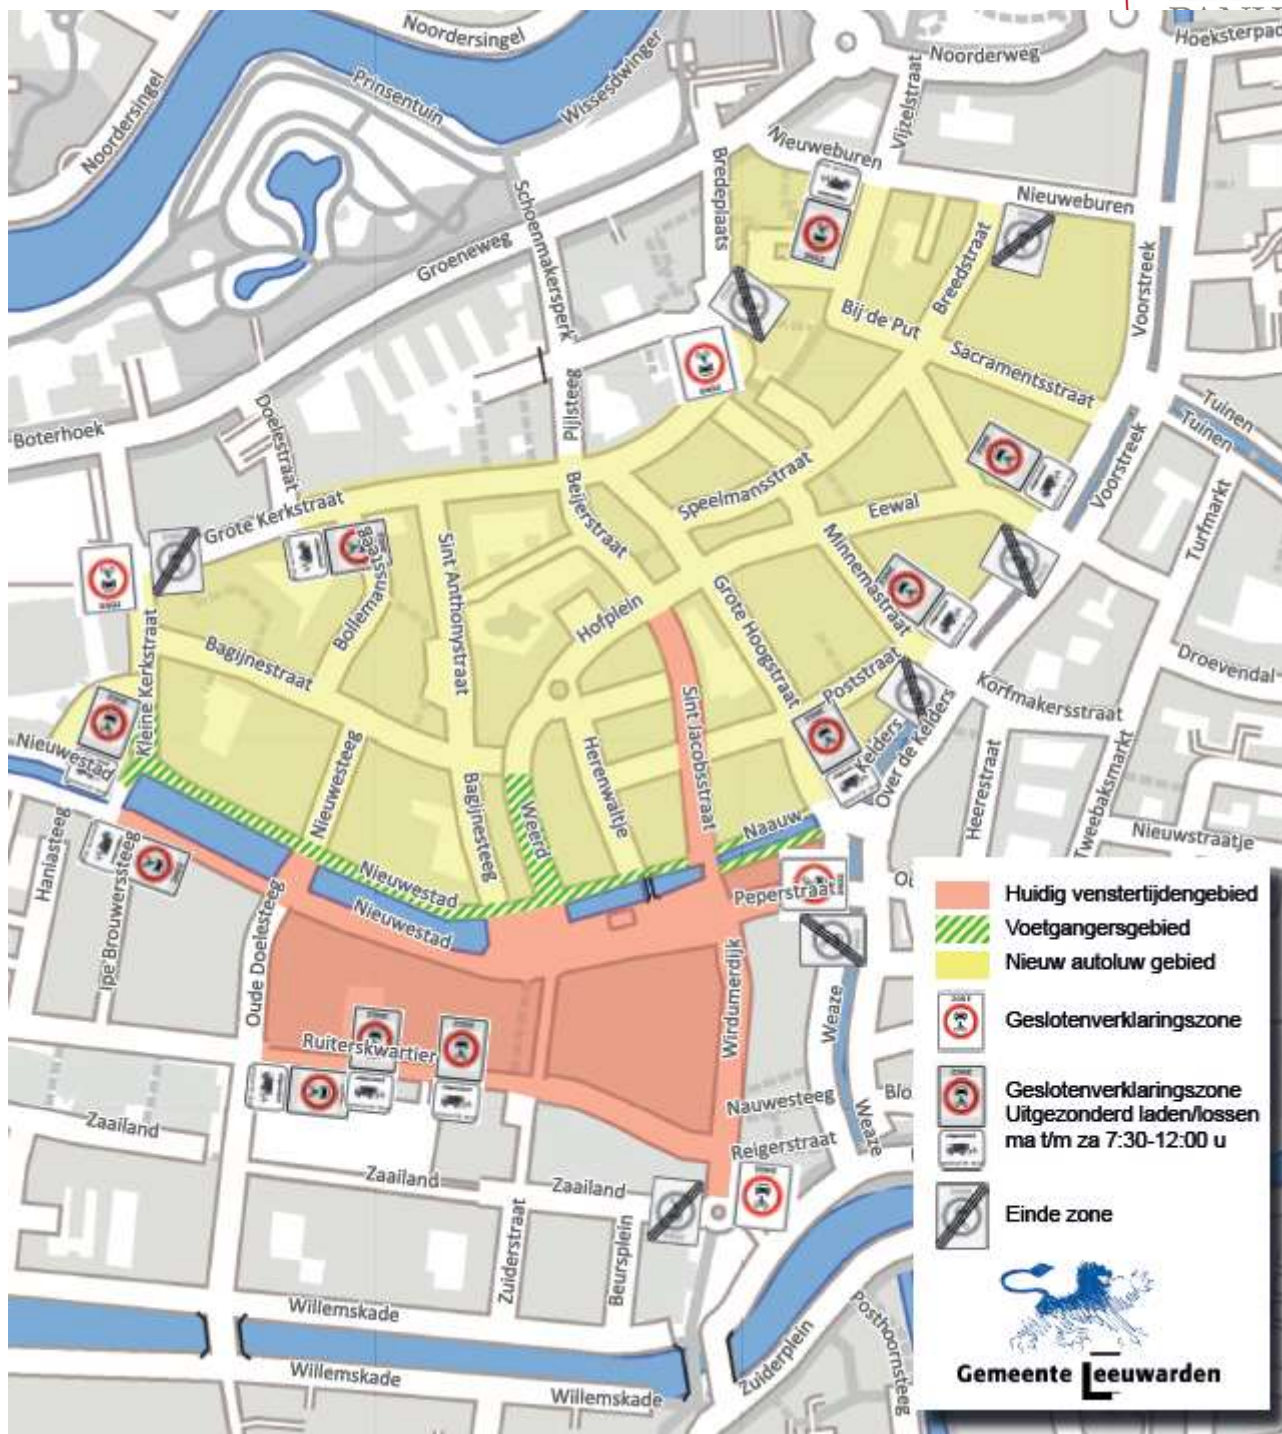 Noordersingel
Hoeksterpad
Noorderweg
Wissesdwinger
Prinsentuin
Noordersingel
Vijzelstraat
Nieuweburen
Nieuweburen
Bredeplaats
Schoenmakersperk
Groeneweg
Breedstraat
Voorstreek
Bij de Put
Sacramentsstraat
Tuinen
Tuinen
Pijlsteeg
Doelestraat
Boterhoek
Voorstreek
Beijerstraat
Speelmansstraat
Eewal
Turfmarkt
Grote Kerkstraat
Bollemanssteeg
Sint Anthonystraat
Minnemastraat
Hofplein
Grote Hoogstraat
Kleine Kerkstraat
Bagijnestraat
Poststraat
Droevendal
Korfmakersstraat
Sint Jacobsstraat
Kelders
Over de Kelders
Nieuwestad
Nieuwesteeg
Herenwaltje
Bagijnesteeg
Weerd
Heerestraat
Tweebaksmarkt
Naauw
Nieuwstraatje
Haniasteeg
Ipe Brouwerssteeg
Nieuwestad
Nieuwestad
Peperstraat
Oude Doelesteeg
Wirdumerdijk
Weaze
Ruiterskwartier
Nauwesteeg
Weaze
Reigerstraat
Zaailand
Zaailand
Zaailand
Zuiderstraat
Beursplein
Willemskade
Willemskade
Willemskade
Zuiderplein
Posthoornsteeg
Huidig venstertijdengebied
Voetgangersgebied
Nieuw autoluw gebied
Geslotenverklaringszone
Geslotenverklaringszone
Uitgezonderd laden/lossen
ma t/m za 7:30-12:00 u
Einde zone
Gemeente Leeuwarden